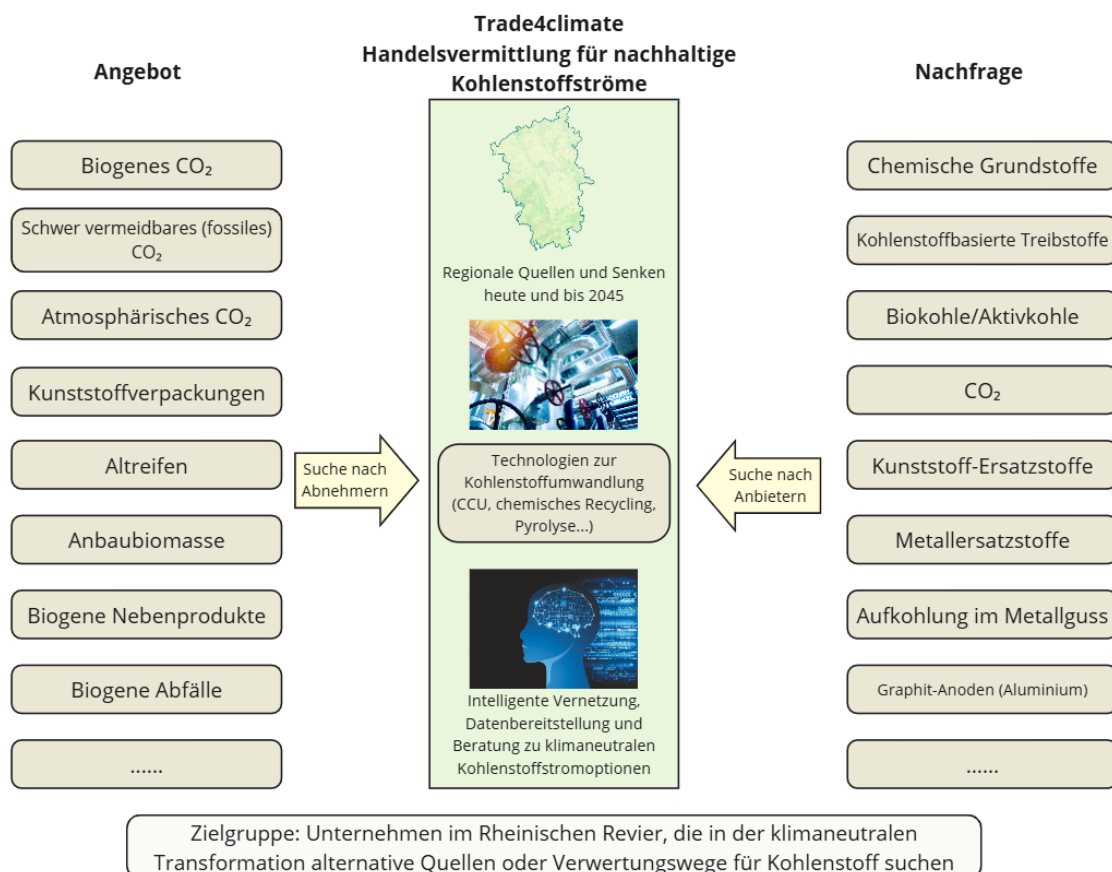 Trade4climate
Handelsvermittlung für nachhaltige
Kohlenstoffströme
Angebot
Biogenes CO₂
Schwer vermeidbares (fossiles)
CO₂
Atmosphärisches CO₂
Kunststoffverpackungen
Altreifen
Anbaubiomasse
Biogene Nebenprodukte
Biogene Abfälle
......
Suche nach
Abnehmern
Regionale Quellen und Senken
heute und bis 2045
Technologien zur
Kohlenstoffumwandlung
(CCU, chemisches Recycling,
Pyrolyse...)
Intelligente Vernetzung,
Datenbereitstellung und
Beratung zu klimaneutralen
Kohlenstoffstromoptionen
Suche nach
Anbietern
Nachfrage
Chemische Grundstoffe
Kohlenstoffbasierte Treibstoffe
Biokohle/Aktivkohle
CO₂
Kunststoff-Ersatzstoffe
Metallersatzstoffe
Aufkohlung im Metallguss
Graphit-Anoden (Aluminium)
......
Zielgruppe: Unternehmen im Rheinischen Revier, die in der klimaneutralen
Transformation alternative Quellen oder Verwertungswege für Kohlenstoff suchen